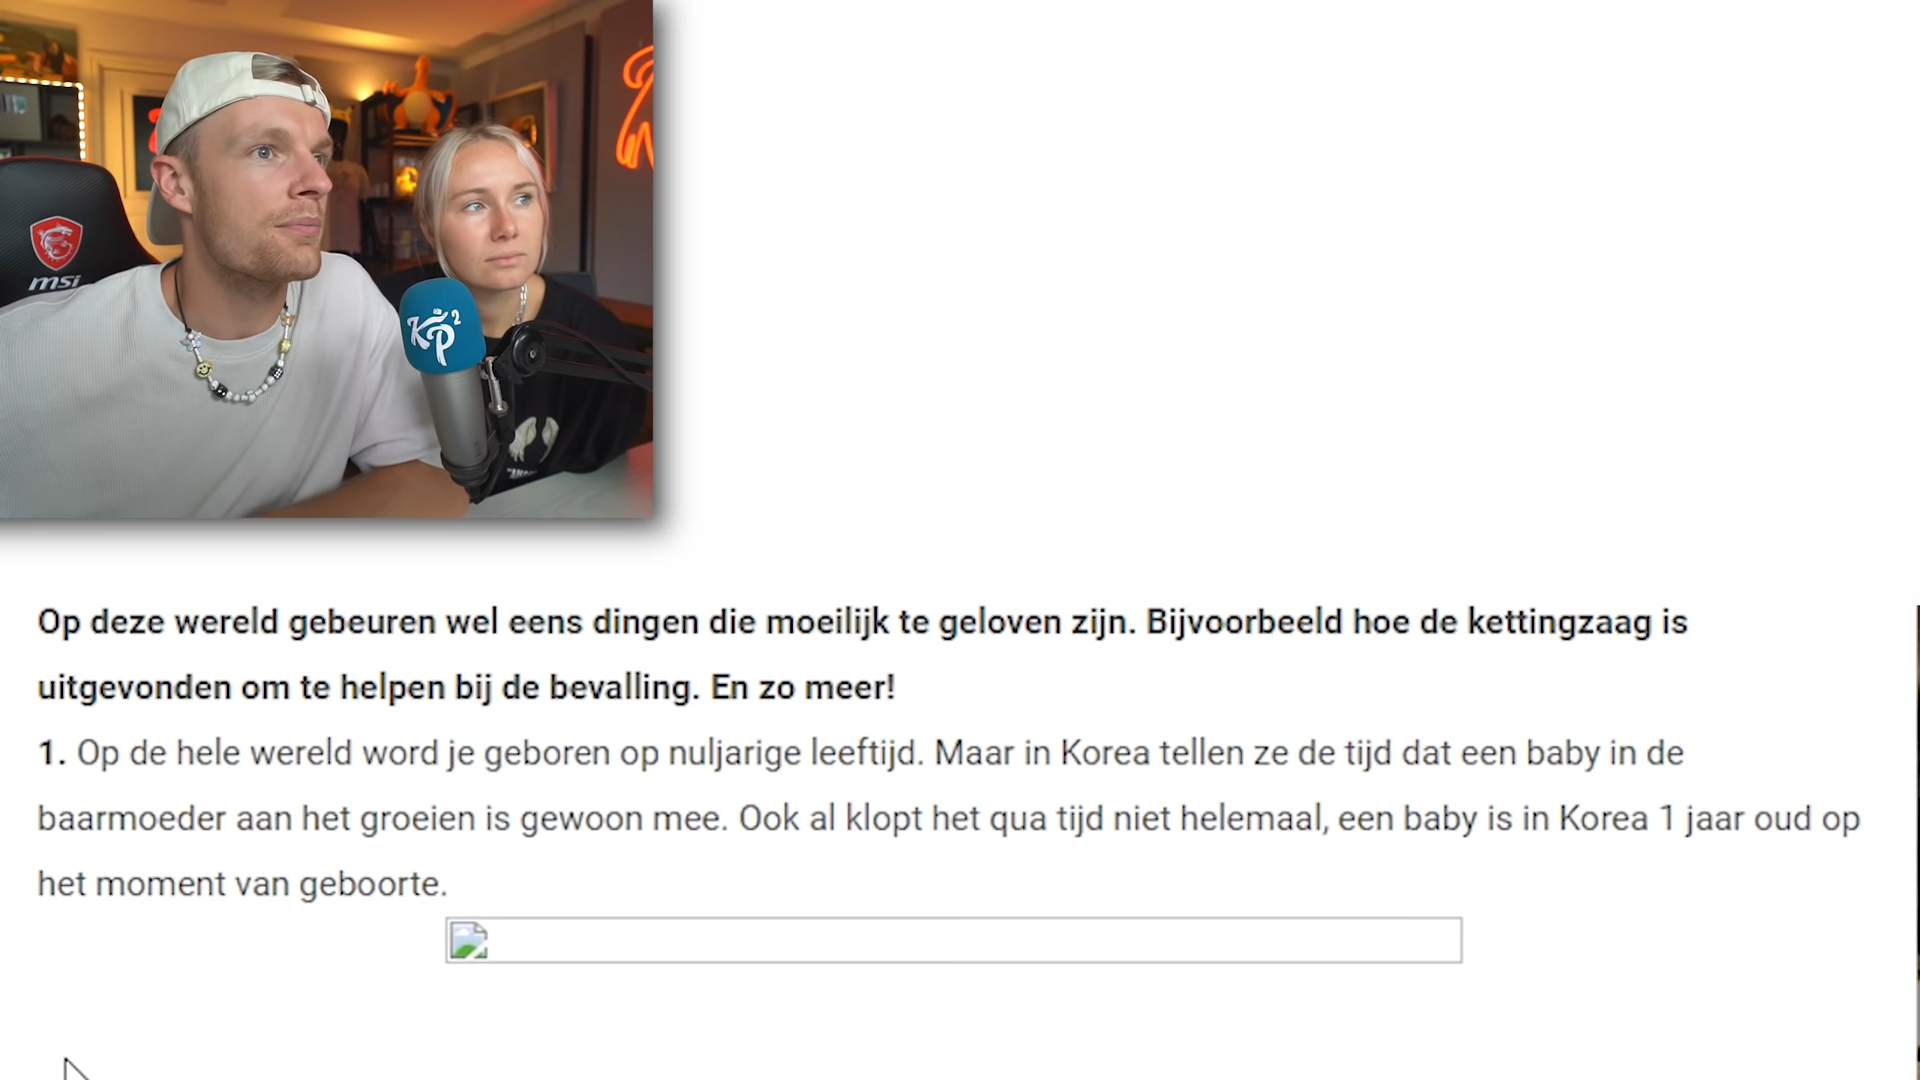 msi
KP²
Op deze wereld gebeuren wel eens dingen die moeilijk te geloven zijn. Bijvoorbeeld hoe de kettingzaag is
uitgevonden om te helpen bij de bevalling. En zo meer!
1. Op de hele wereld word je geboren op nuljarige leeftijd. Maar in Korea tellen ze de tijd dat een baby in de
baarmoeder aan het groeien is gewoon mee. Ook al klopt het qua tijd niet helemaal, een baby is in Korea 1 jaar oud op
het moment van geboorte.